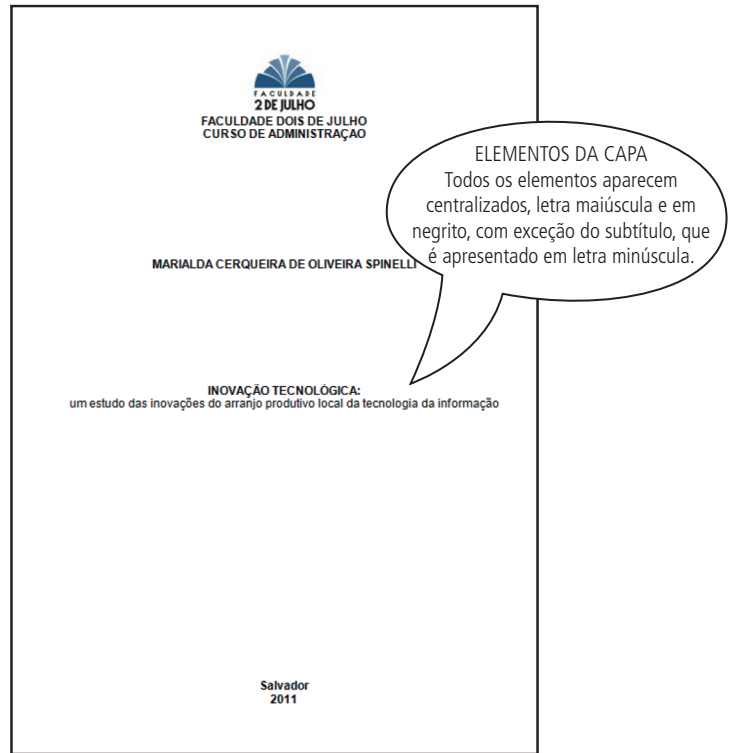 FACULDADE
2 DE JULHO
FACULDADE DOIS DE JULHO
CURSO DE ADMINISTRAÇAO
ELEMENTOS DA CAPA
Todos os elementos aparecem
centralizados, letra maiúscula e em
negrito, com exceção do subtítulo, que
é apresentado em letra minúscula.
MARIALDA CERQUEIRA DE OLIVEIRA SPINELLI
INOVAÇÃO TECNOLÓGICA:
um estudo das inovações do arranjo produtivo local da tecnologia da informação
Salvador
2011